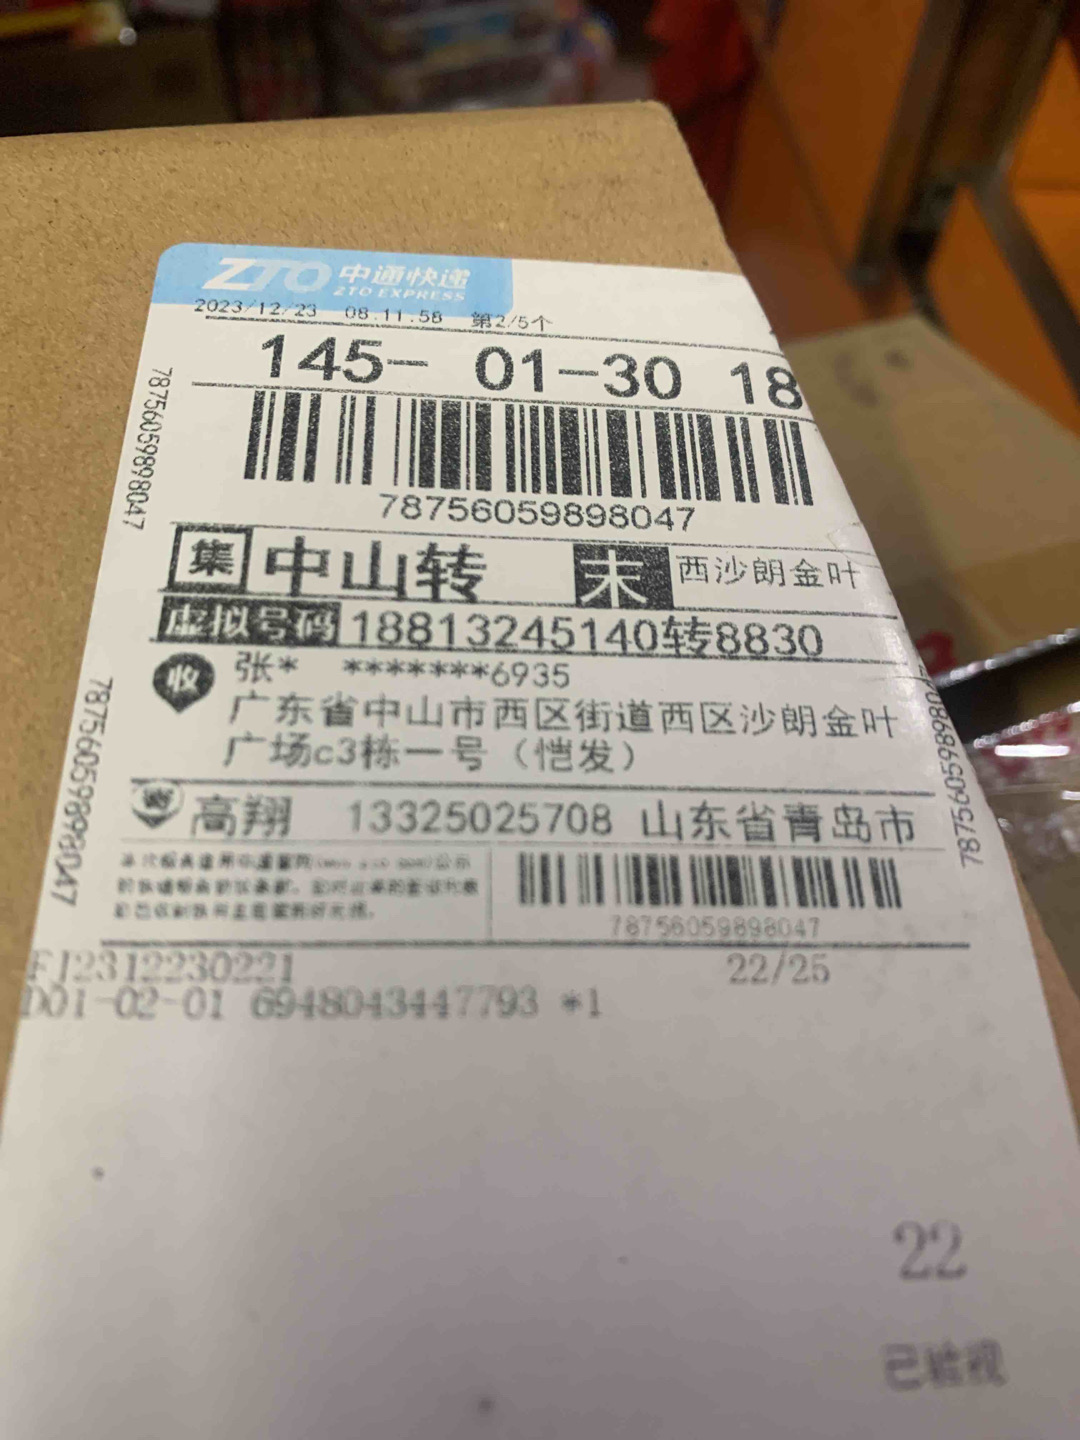 ZTO 中通快递
ZTO EXPRESS
2023/12/23 08.11.58 第2/5个
145- 01-30 18
78756059898047
78756059898047
集 中山转 末 西沙朗金叶
虚拟号码 18813245140转8830
收 张* *******6935
广东省中山市西区街道西区沙朗金叶
广场c3栋一号（恺发）
78756059898047
78756059898047
寄 高翔 13325025708 山东省青岛市
78756059898047
FJ2312230221 22/25
D01-02-01 6948043447793 *1
22
已验视